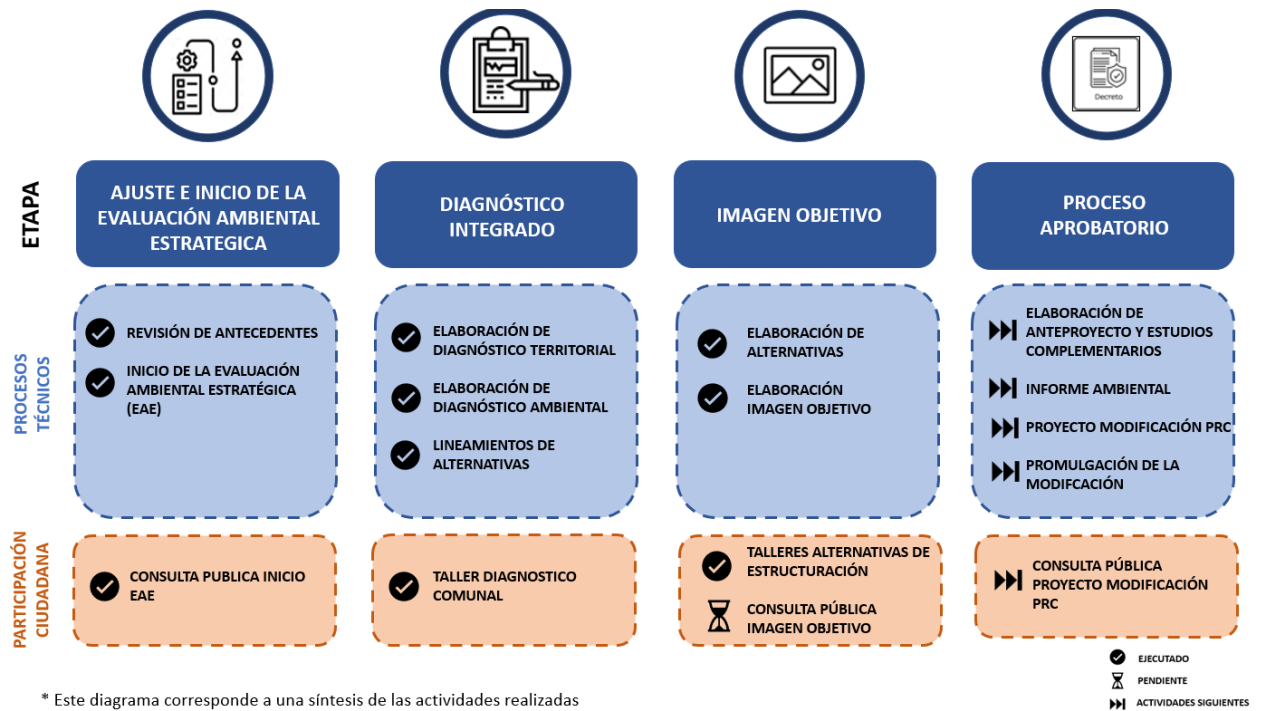 Decreto
ETAPA
AJUSTE E INICIO DE LA
EVALUACIÓN AMBIENTAL
ESTRATEGICA
DIAGNÓSTICO
INTEGRADO
IMAGEN OBJETIVO
PROCESO
APROBATORIO
PROCESOS
TÉCNICOS
REVISIÓN DE ANTECEDENTES
INICIO DE LA EVALUACIÓN
AMBIENTAL ESTRATÉGICA
(EAE)
ELABORACIÓN DE
DIAGNÓSTICO TERRITORIAL
ELABORACIÓN DE
DIAGNÓSTICO AMBIENTAL
LINEAMIENTOS DE
ALTERNATIVAS
ELABORACIÓN DE
ALTERNATIVAS
ELABORACIÓN
IMAGEN OBJETIVO
ELABORACIÓN DE
ANTEPROYECTO Y ESTUDIOS
COMPLEMENTARIOS
INFORME AMBIENTAL
PROYECTO MODIFICACIÓN PRC
PROMULGACIÓN DE LA
MODIFCACIÓN
PARTICIPACIÓN
CIUDADANA
CONSULTA PUBLICA INICIO
EAE
TALLER DIAGNOSTICO
COMUNAL
TALLERES ALTERNATIVAS DE
ESTRUCTURACIÓN
CONSULTA PÚBLICA
IMAGEN OBJETIVO
CONSULTA PÚBLICA
PROYECTO MODIFICACIÓN
PRC
EJECUTADO
PENDIENTE
ACTIVIDADES SIGUIENTES
* Este diagrama corresponde a una síntesis de las actividades realizadas